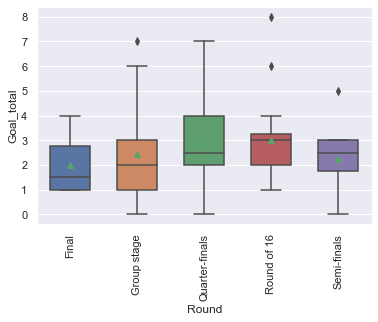 8
7
6
5
4
3
2
1
0
Goal_total
Final
Group stage
Quarter-finals
Round of 16
Semi-finals
Round